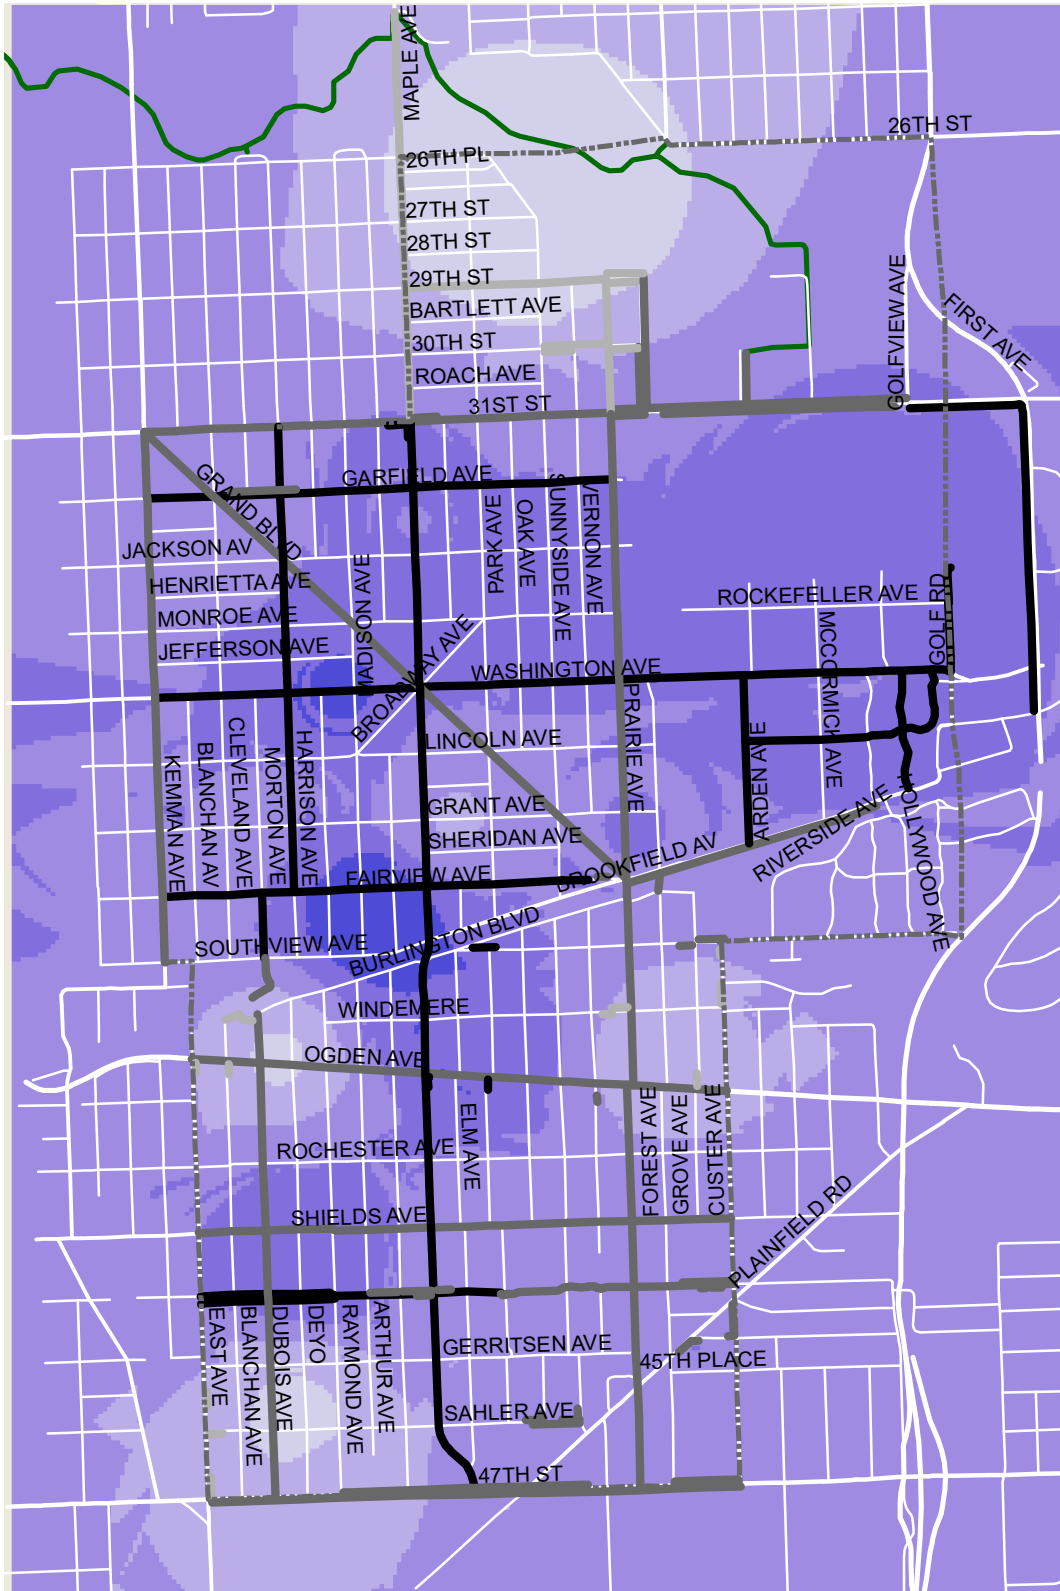 MAPLE AVE
26TH ST
26TH PL
27TH ST
28TH ST
29TH ST
GOLFVIEW AVE
FIRST AVE
BARTLETT AVE
30TH ST
ROACH AVE
31ST ST
GRAND BLVD
GARFIELD AVE
PARK AVE
OAK AVE
SUNNYSIDE AVE
VERNON AVE
JACKSON AV
HENRIETTA AVE
MADISON AVE
MONROE AVE
ROCKEFELLER AVE
GOLF RD
JEFFERSON AVE
BROADWAY AVE
WASHINGTON AVE
MCCORMICK AVE
PRAIRIE AVE
LINCOLN AVE
KEMMAN AVE
BLANCHAN AV
CLEVELAND AVE
MORTON AVE
HARRISON AVE
ARDEN AVE
GRANT AVE
SHERIDAN AVE
RIVERSIDE AVE
HOLLYWOOD AVE
BROOKFIELD AV
FAIRVIEW AVE
SOUTHVIEW AVE
BURLINGTON BLVD
WINDEMERE
OGDEN AVE
ELM AVE
FOREST AVE
GROVE AVE
CUSTER AVE
ROCHESTER AVE
SHIELDS AVE
PLAINFIELD RD
EAST AVE
BLANCHAN AVE
DUBOIS AVE
DEYO
RAYMOND AVE
ARTHUR AVE
GERRITSEN AVE
45TH PLACE
SAHLER AVE
47TH ST